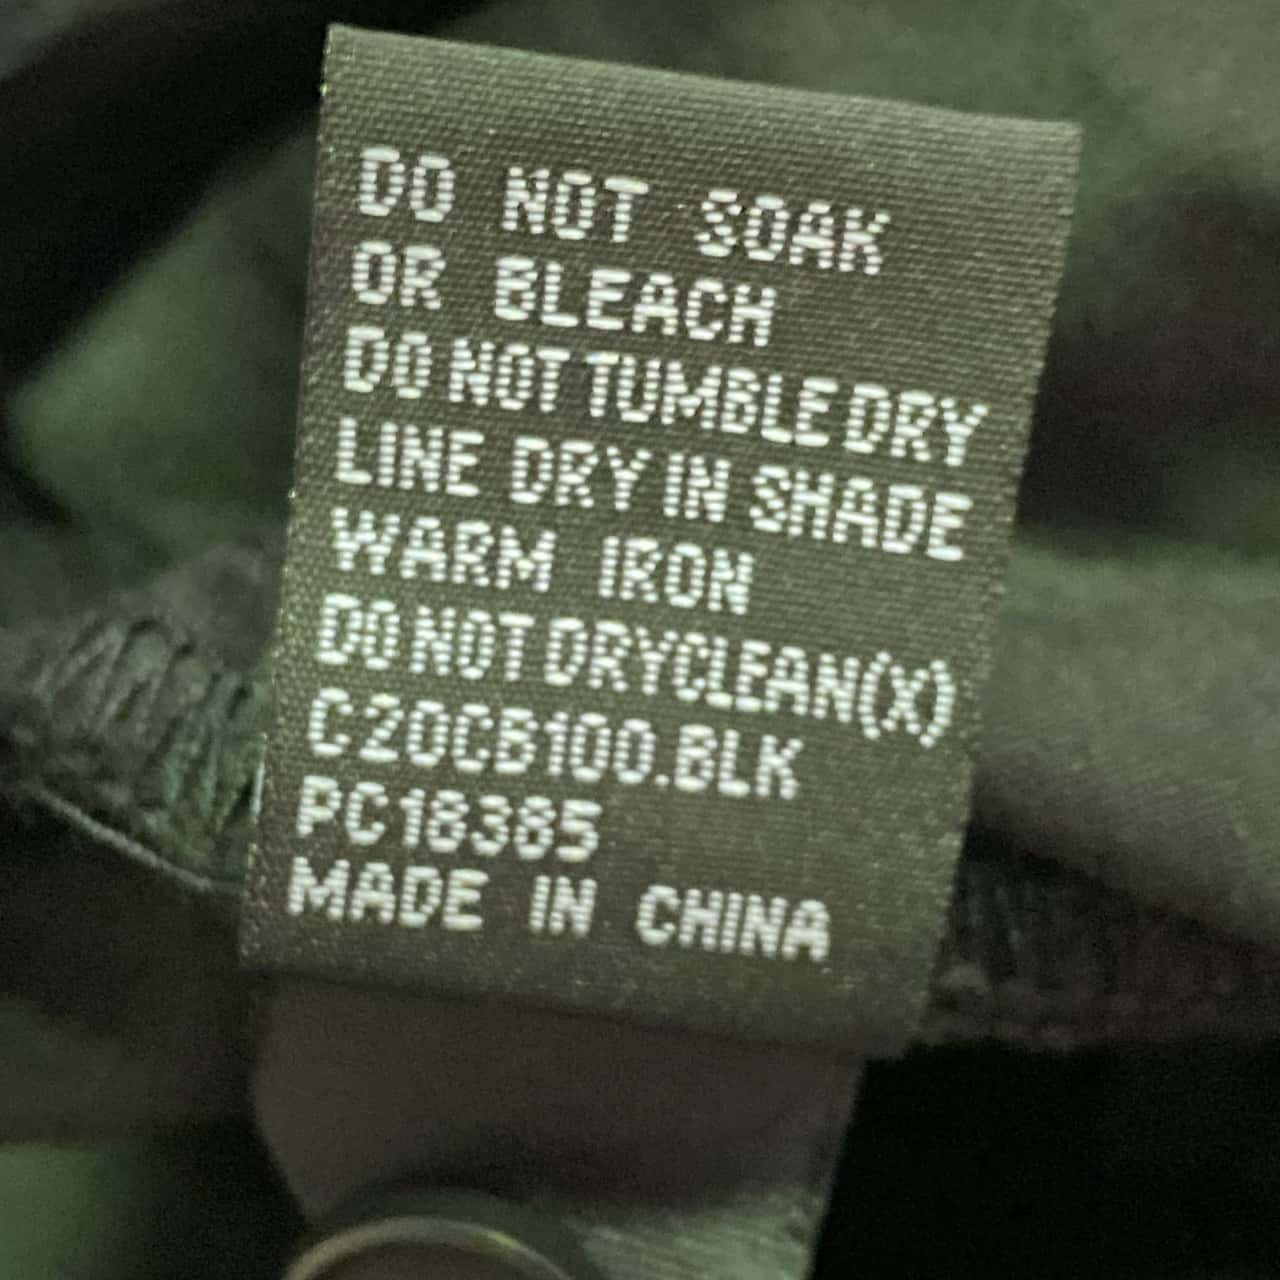 DO NOT SOAK
OR BLEACH
DO NOT TUMBLE DRY
LINE DRY IN SHADE
WARM IRON
DO NOT DRYCLEAN(X)
C20CB100.BLK
PC18385
MADE IN CHINA